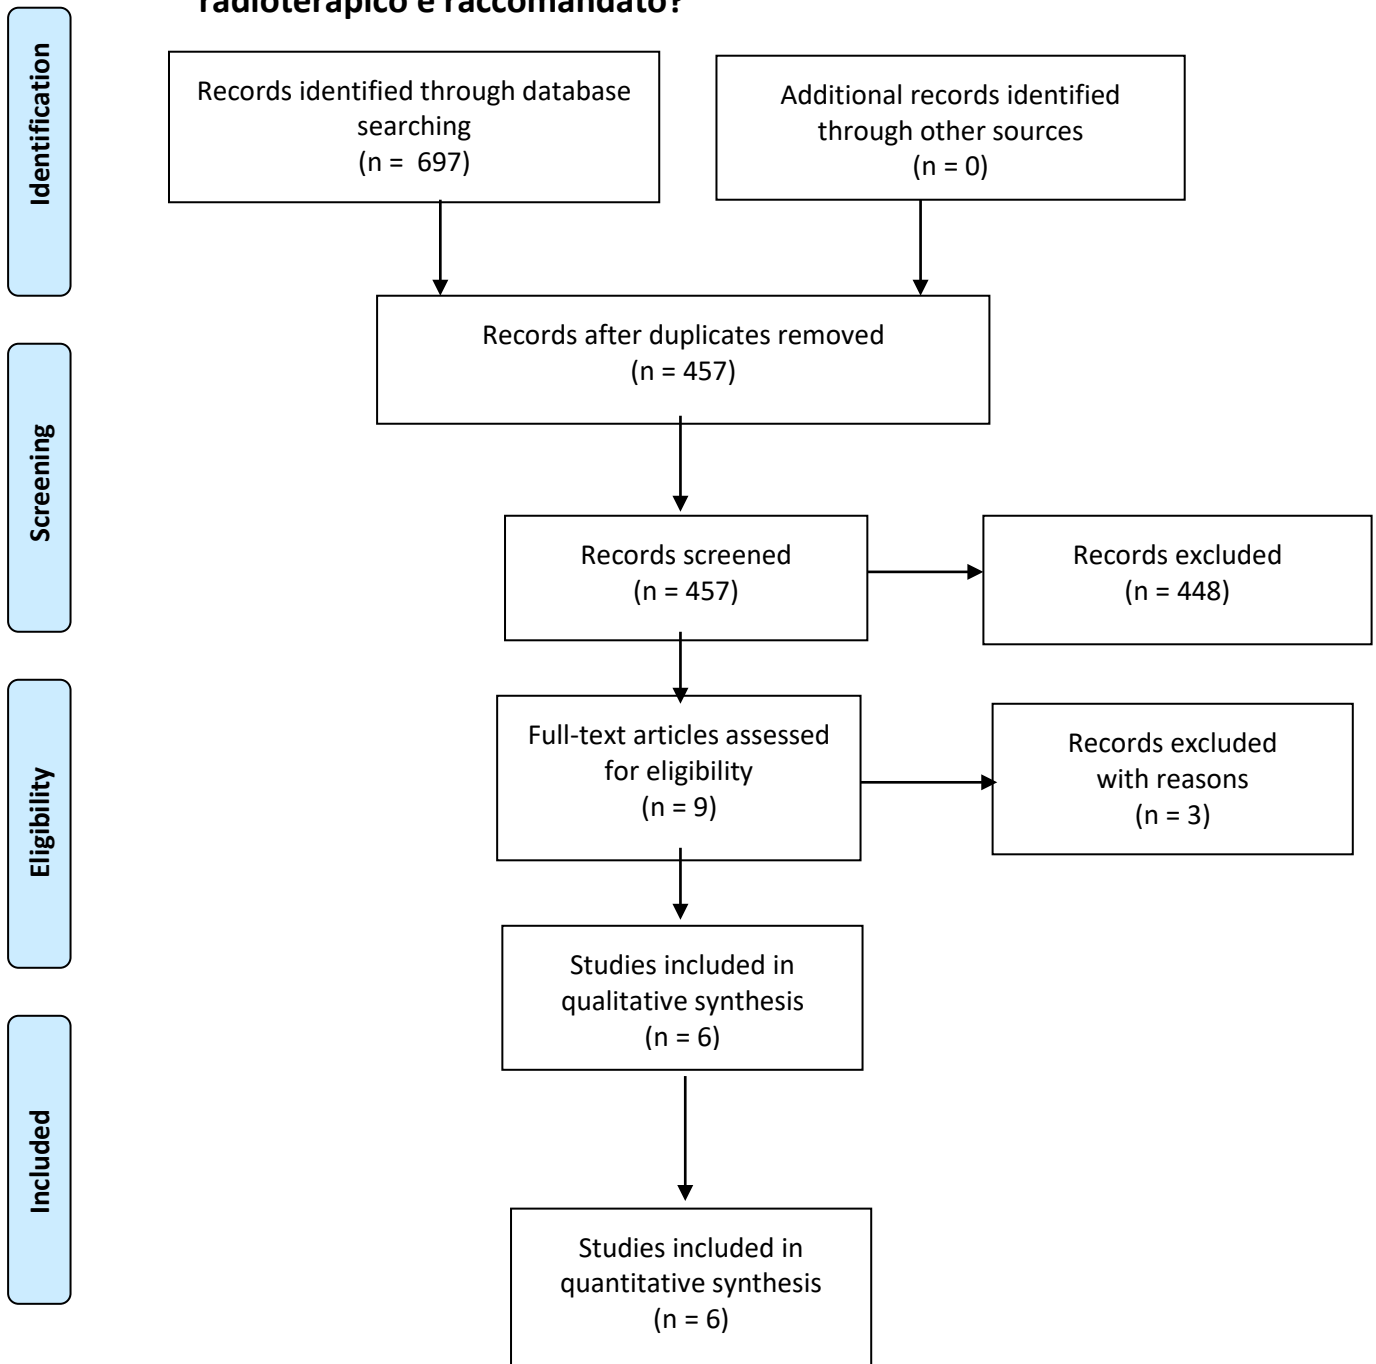 radioterapico è raccomandato?
Identification
Records identified through database
searching
(n = 697)
Additional records identified
through other sources
(n = 0)
Records after duplicates removed
(n = 457)
Screening
Records screened
(n = 457)
Records excluded
(n = 448)
Eligibility
Full-text articles assessed
for eligibility
(n = 9)
Records excluded
with reasons
(n = 3)
Studies included in
qualitative synthesis
(n = 6)
Included
Studies included in
quantitative synthesis
(n = 6)